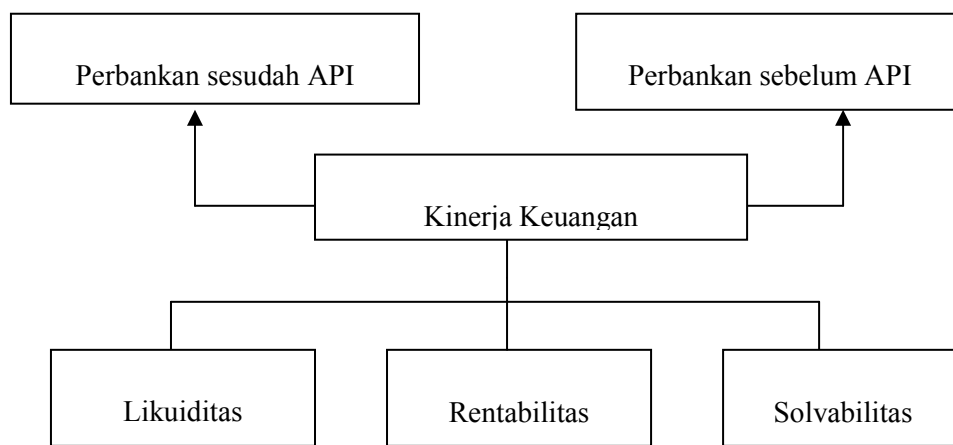 Perbankan sesudah API
Perbankan sebelum API
Kinerja Keuangan
Likuiditas
Rentabilitas
Solvabilitas